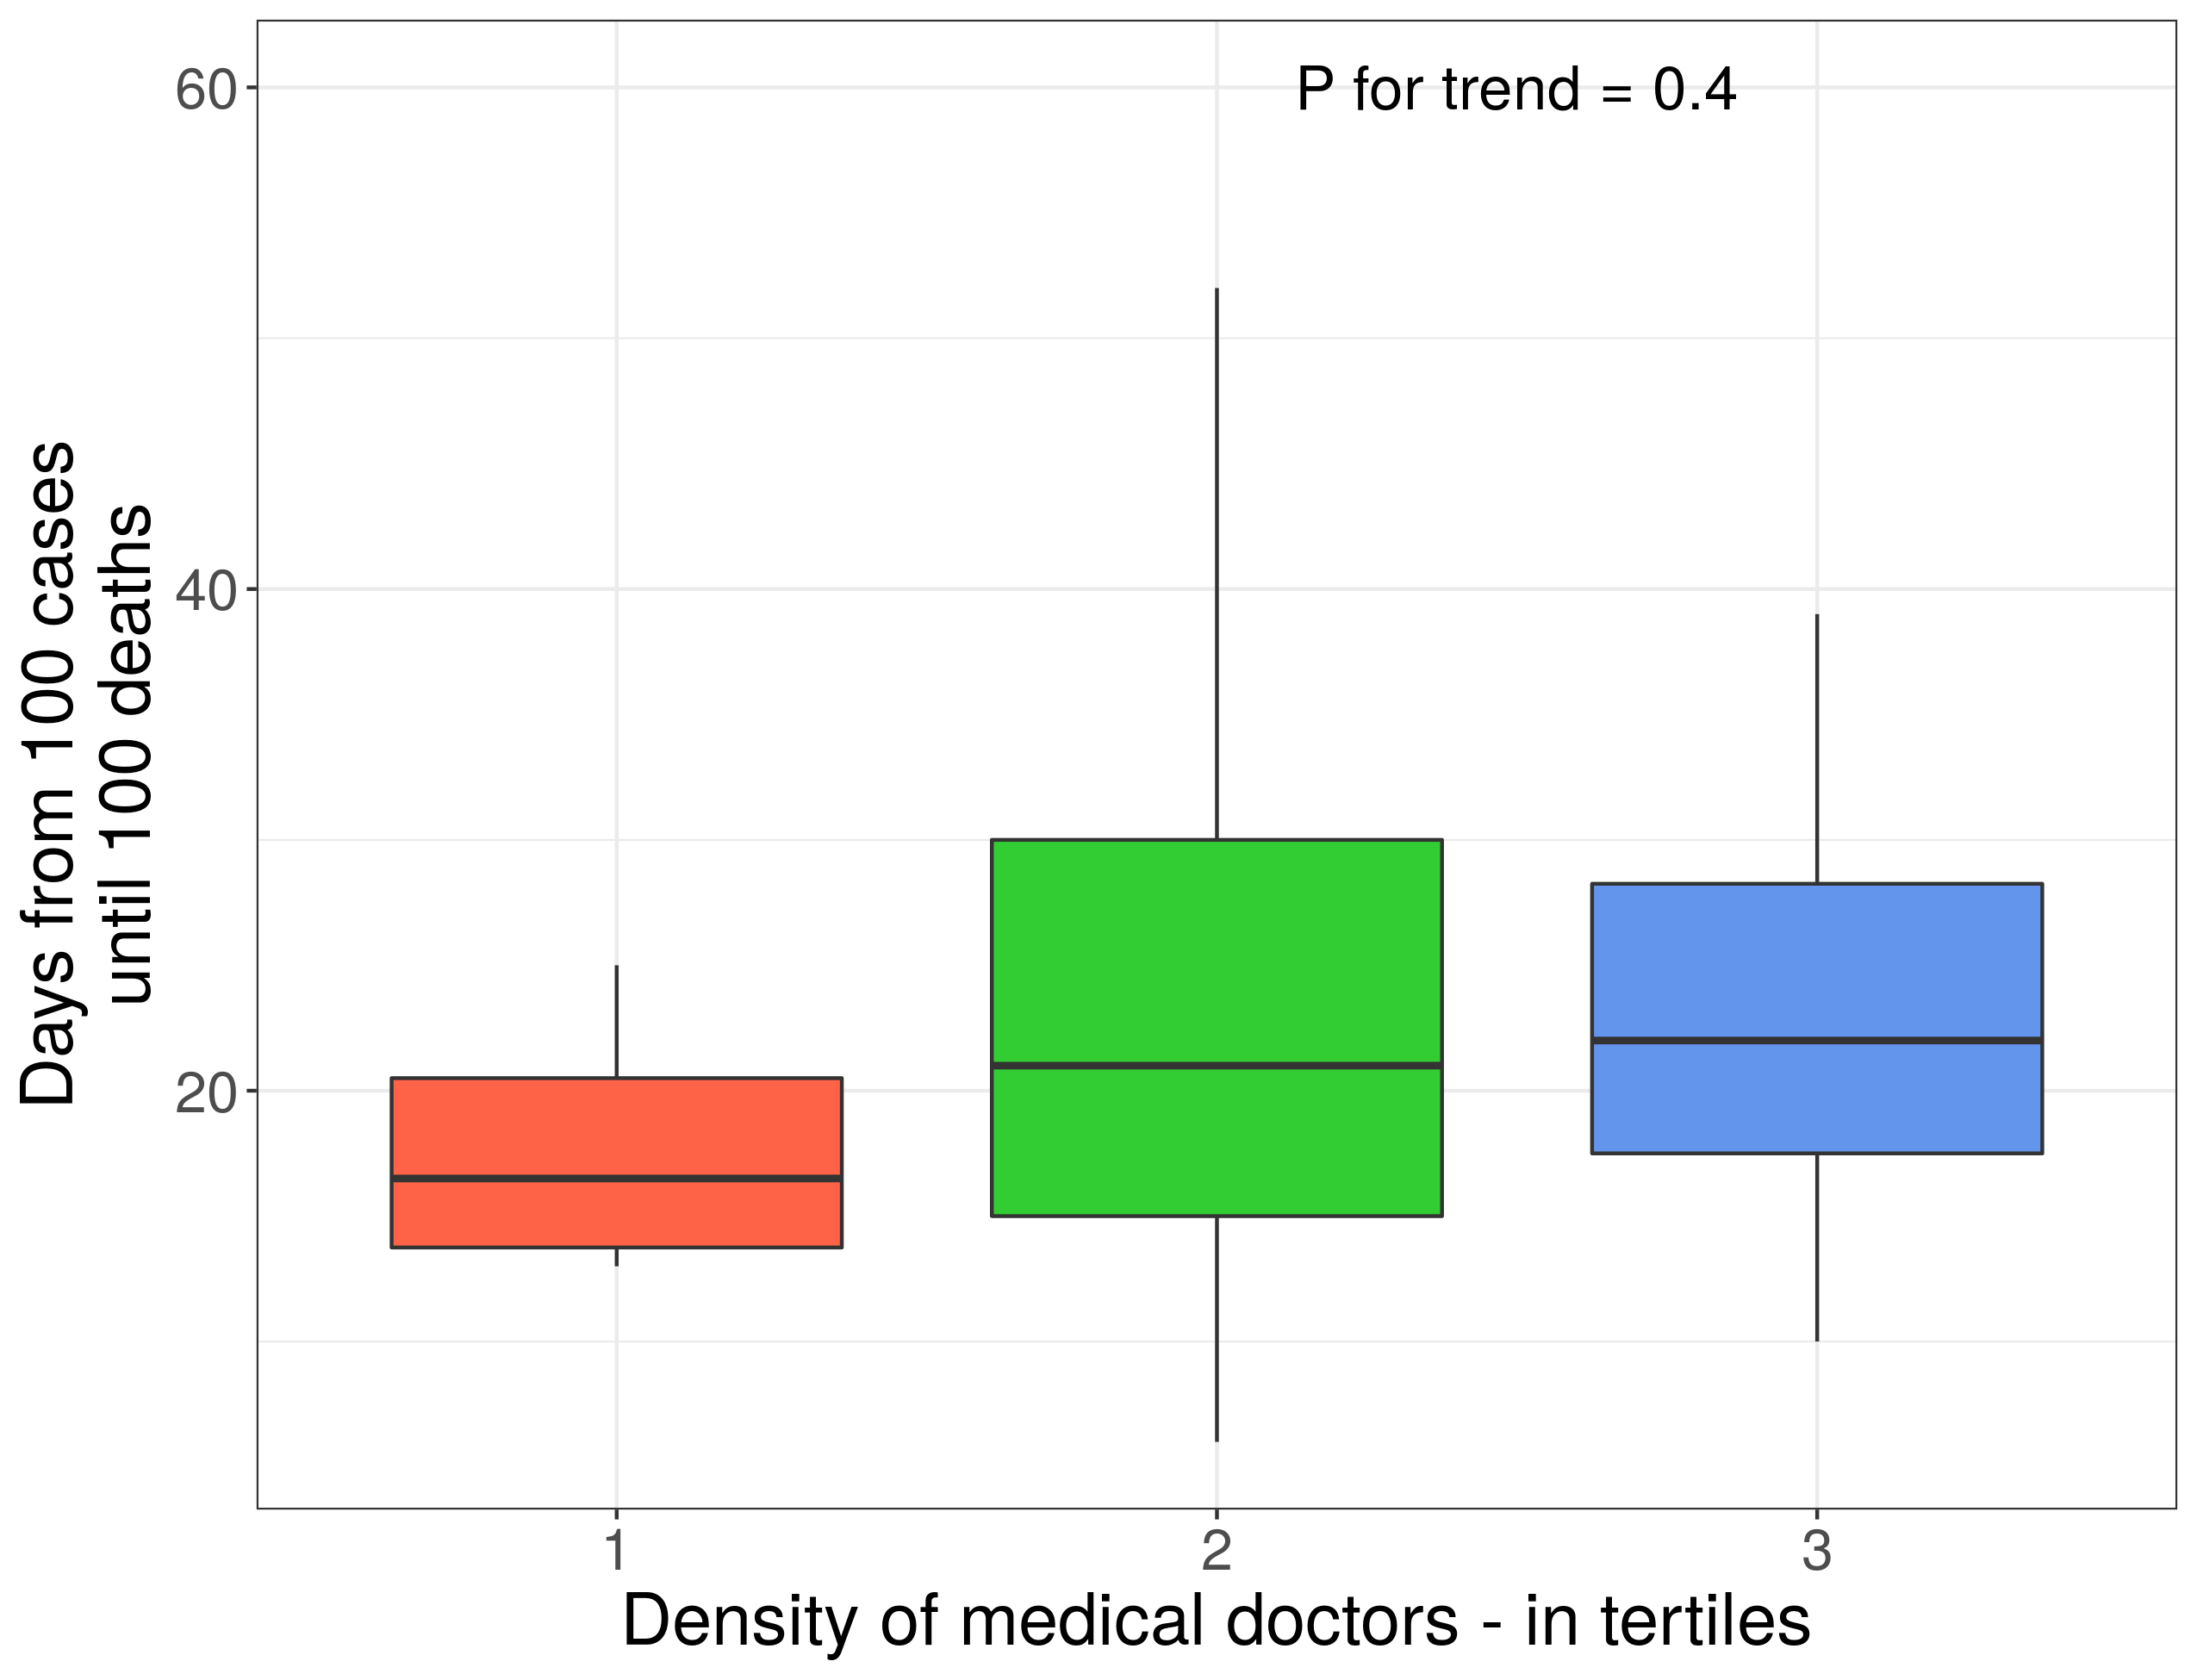 P for trend = 0.4
60
40
20
Days from 100 cases
until 100 deaths
1
2
3
Density of medical doctors - in tertiles